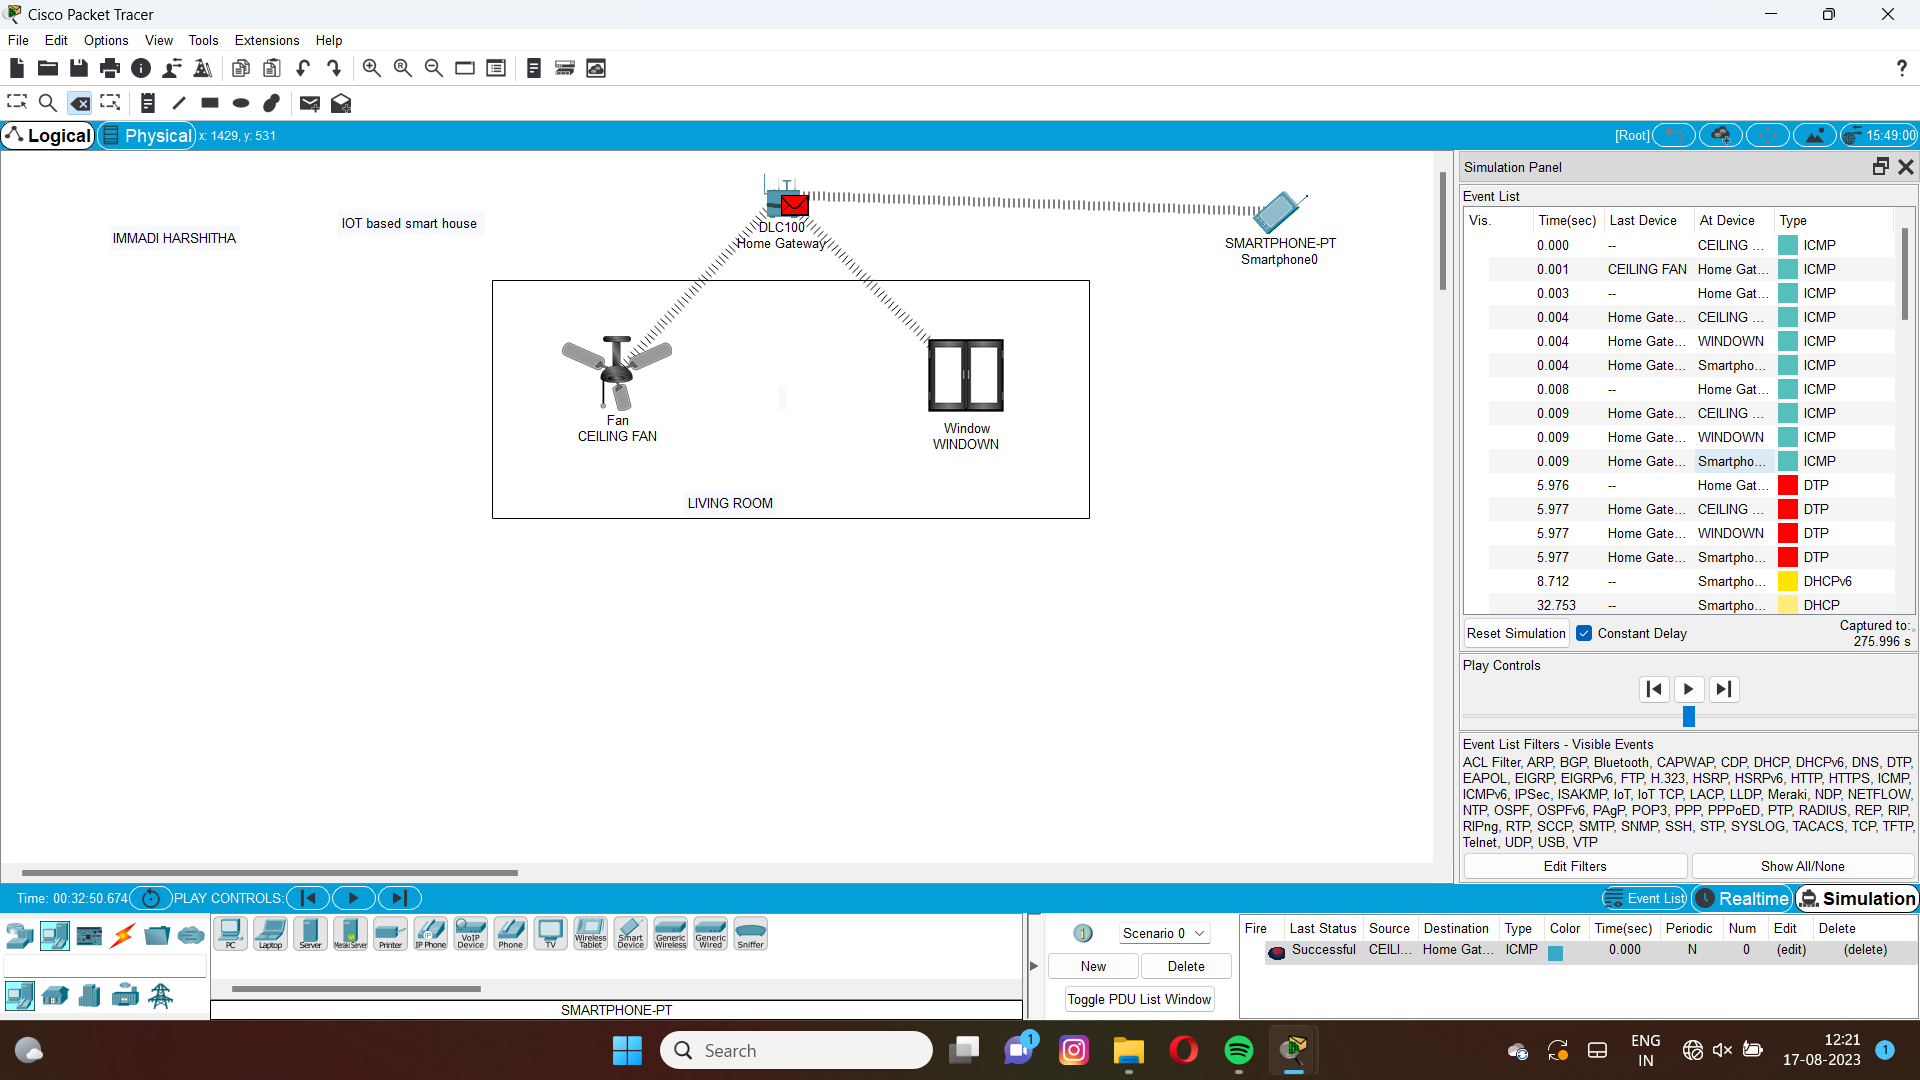 Cisco Packet Tracer
File Edit Options View Tools Extensions Help
?
Logical Physical x: 1429, y: 531 [Root] 15:49:00
IMMADI HARSHITHA
IOT based smart house
DLC100
Home Gateway
SMARTPHONE-PT
Smartphone0
Fan
CEILING FAN
Window
WINDOWN
LIVING ROOM
Simulation Panel
Event List
Vis. Time(sec) Last Device At Device Type
0.000 -- CEILING ... ICMP
0.001 CEILING FAN Home Gat... ICMP
0.003 -- Home Gat... ICMP
0.004 Home Gate... CEILING ... ICMP
0.004 Home Gate... WINDOWN ICMP
0.004 Home Gate... Smartpho... ICMP
0.008 -- Home Gat... ICMP
0.009 Home Gate... CEILING ... ICMP
0.009 Home Gate... WINDOWN ICMP
0.009 Home Gate... Smartpho... ICMP
5.976 -- Home Gat... DTP
5.977 Home Gate... CEILING ... DTP
5.977 Home Gate... WINDOWN DTP
5.977 Home Gate... Smartpho... DTP
8.712 -- Smartpho... DHCPv6
32.753 -- Smartpho... DHCP
Reset Simulation Constant Delay Captured to:
275.996 s
Play Controls
Event List Filters - Visible Events
ACL Filter, ARP, BGP, Bluetooth, CAPWAP, CDP, DHCP, DHCPv6, DNS, DTP,
EAPOL, EIGRP, EIGRPv6, FTP, H.323, HSRP, HSRPv6, HTTP, HTTPS, ICMP,
ICMPv6, IPSec, ISAKMP, IoT, IoT TCP, LACP, LLDP, Meraki, NDP, NETFLOW,
NTP, OSPF, OSPFv6, PAgP, POP3, PPP, PPPoED, PTP, RADIUS, REP, RIP,
RIPng, RTP, SCCP, SMTP, SNMP, SSH, STP, SYSLOG, TACACS, TCP, TFTP,
Telnet, UDP, USB, VTP
Edit Filters Show All/None
Time: 00:32:50.674 PLAY CONTROLS: Event List Realtime Simulation
PC Laptop Server Meraki Server Printer IP Phone VoIP Device Phone TV Wireless Tablet Smart Device Generic Wireless Generic Wired Sniffer
SMARTPHONE-PT
1 Scenario 0
New Delete
Toggle PDU List Window
Fire Last Status Source Destination Type Color Time(sec) Periodic Num Edit Delete
Successful CEILI... Home Gat... ICMP 0.000 N 0 (edit) (delete)
Search
1
ENG
IN
12:21
17-08-2023
1